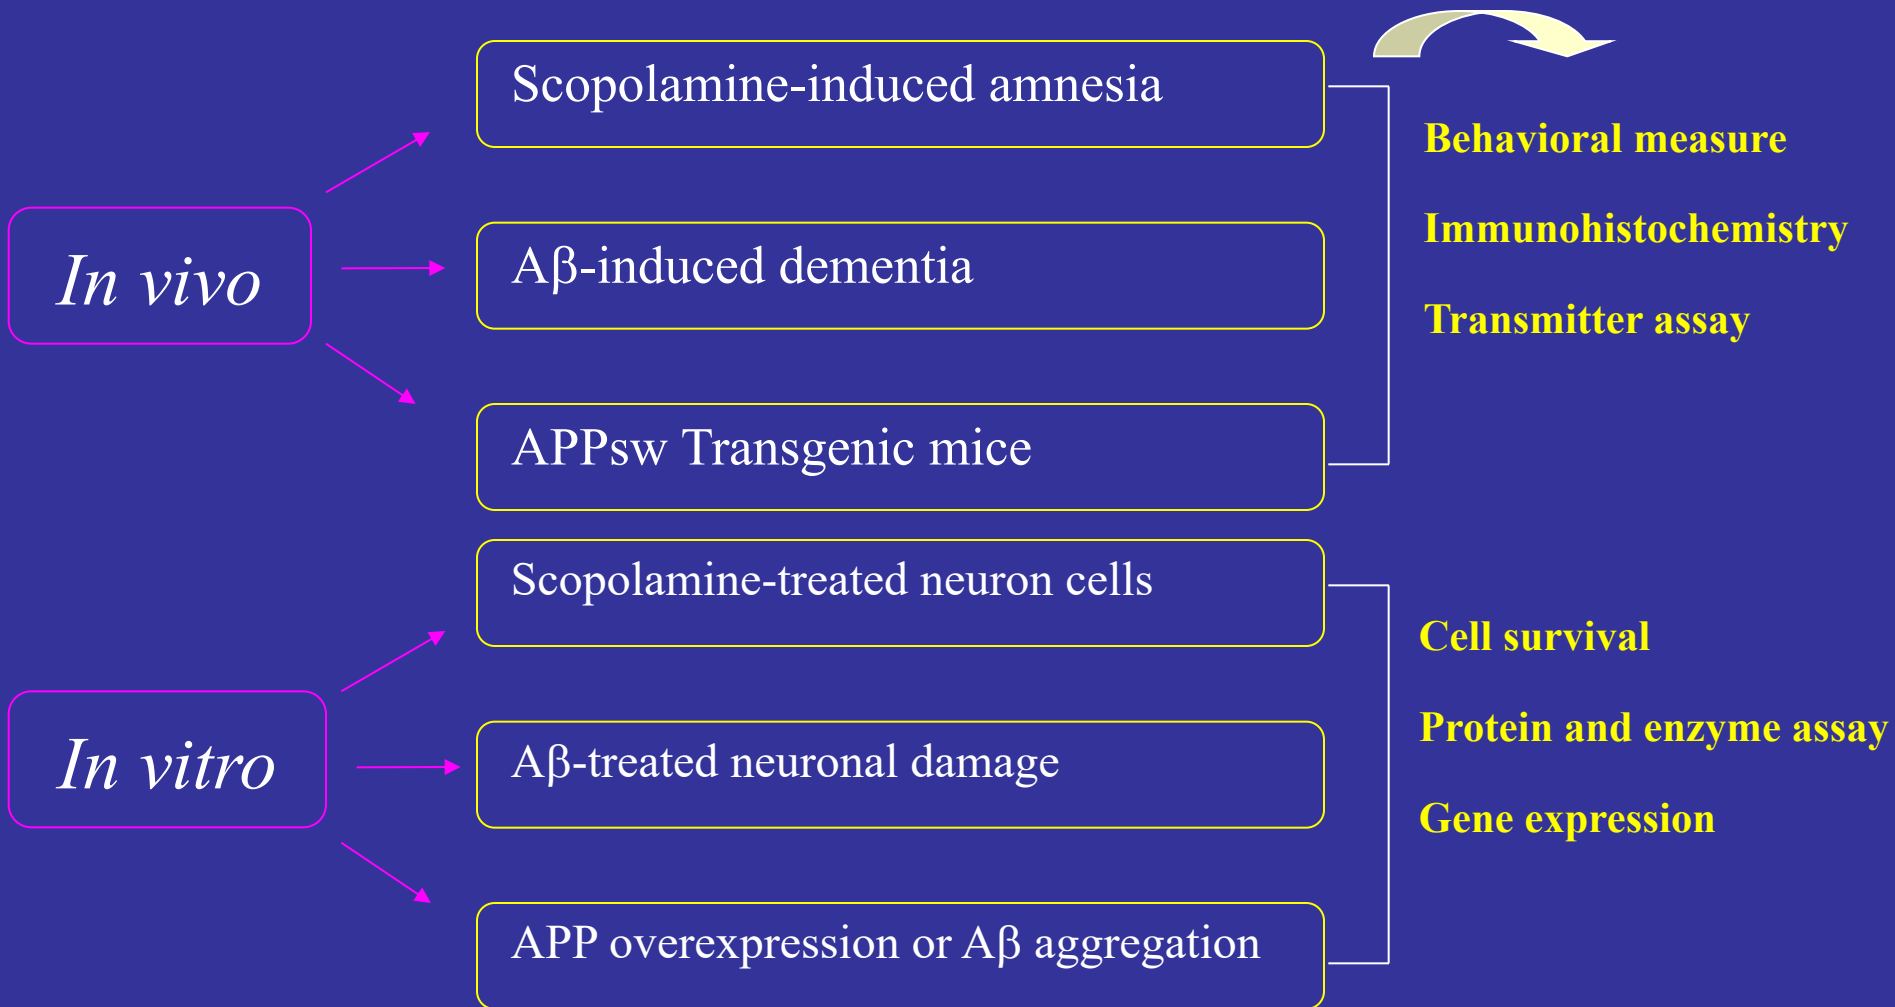 Scopolamine-induced amnesia
Behavioral measure
Immunohistochemistry
In vivo
Aβ-induced dementia
Transmitter assay
APPsw Transgenic mice
Scopolamine-treated neuron cells
Cell survival
Protein and enzyme assay
In vitro
Aβ-treated neuronal damage
Gene expression
APP overexpression or Aβ aggregation